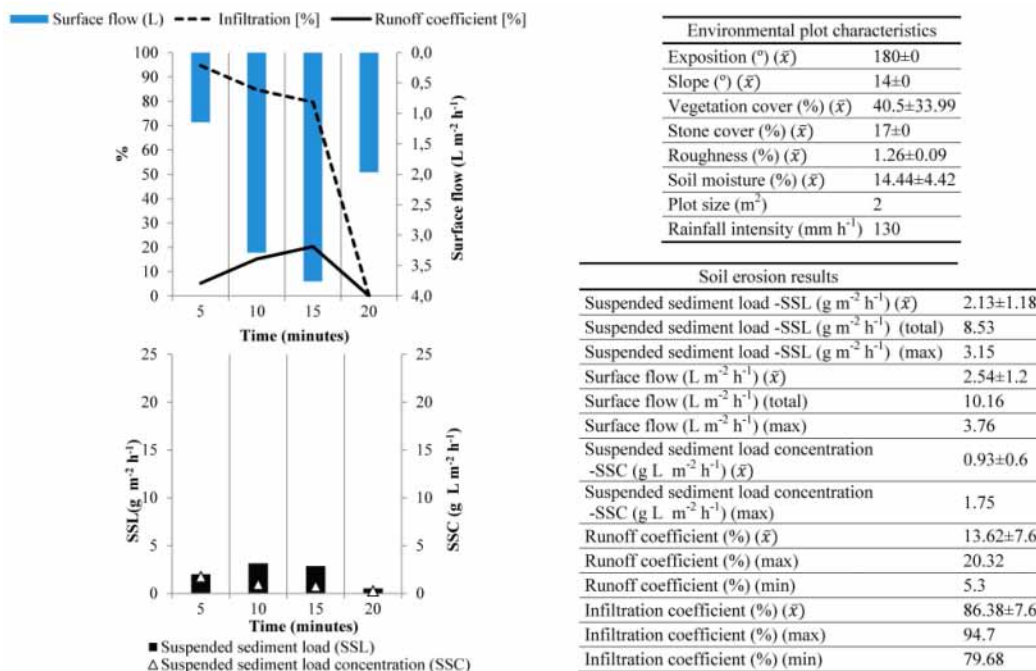 Surface flow (L) Infiltration [%] Runoff coefficient [%]
100
90
80
70
60
50
40
30
20
10
0
%
0,0
0,5
1,0
1,5
2,0
2,5
3,0
3,5
4,0
Surface flow (L m⁻² h⁻¹)
5 10 15 20
Time (minutes)
25
20
15
10
5
0
SSL(g m⁻² h⁻¹)
25
20
15
10
5
0
SSC (g L m⁻² h⁻¹)
5 10 15 20
Time (minutes)
Suspended sediment load (SSL)
Suspended sediment load concentration (SSC)
Environmental plot characteristics
Exposition (º) (x̄) 180±0
Slope (º) (x̄) 14±0
Vegetation cover (%) (x̄) 40.5±33.99
Stone cover (%) (x̄) 17±0
Roughness (%) (x̄) 1.26±0.09
Soil moisture (%) (x̄) 14.44±4.42
Plot size (m²) 2
Rainfall intensity (mm h⁻¹) 130
Soil erosion results
Suspended sediment load -SSL (g m⁻² h⁻¹) (x̄) 2.13±1.18
Suspended sediment load -SSL (g m⁻² h⁻¹) (total) 8.53
Suspended sediment load -SSL (g m⁻² h⁻¹) (max) 3.15
Surface flow (L m⁻² h⁻¹) (x̄) 2.54±1.2
Surface flow (L m⁻² h⁻¹) (total) 10.16
Surface flow (L m⁻² h⁻¹) (max) 3.76
Suspended sediment load concentration
-SSC (g L m⁻² h⁻¹) (x̄) 0.93±0.6
Suspended sediment load concentration
-SSC (g L m⁻² h⁻¹) (max) 1.75
Runoff coefficient (%) (x̄) 13.62±7.6
Runoff coefficient (%) (max) 20.32
Runoff coefficient (%) (min) 5.3
Infiltration coefficient (%) (x̄) 86.38±7.6
Infiltration coefficient (%) (max) 94.7
Infiltration coefficient (%) (min) 79.68